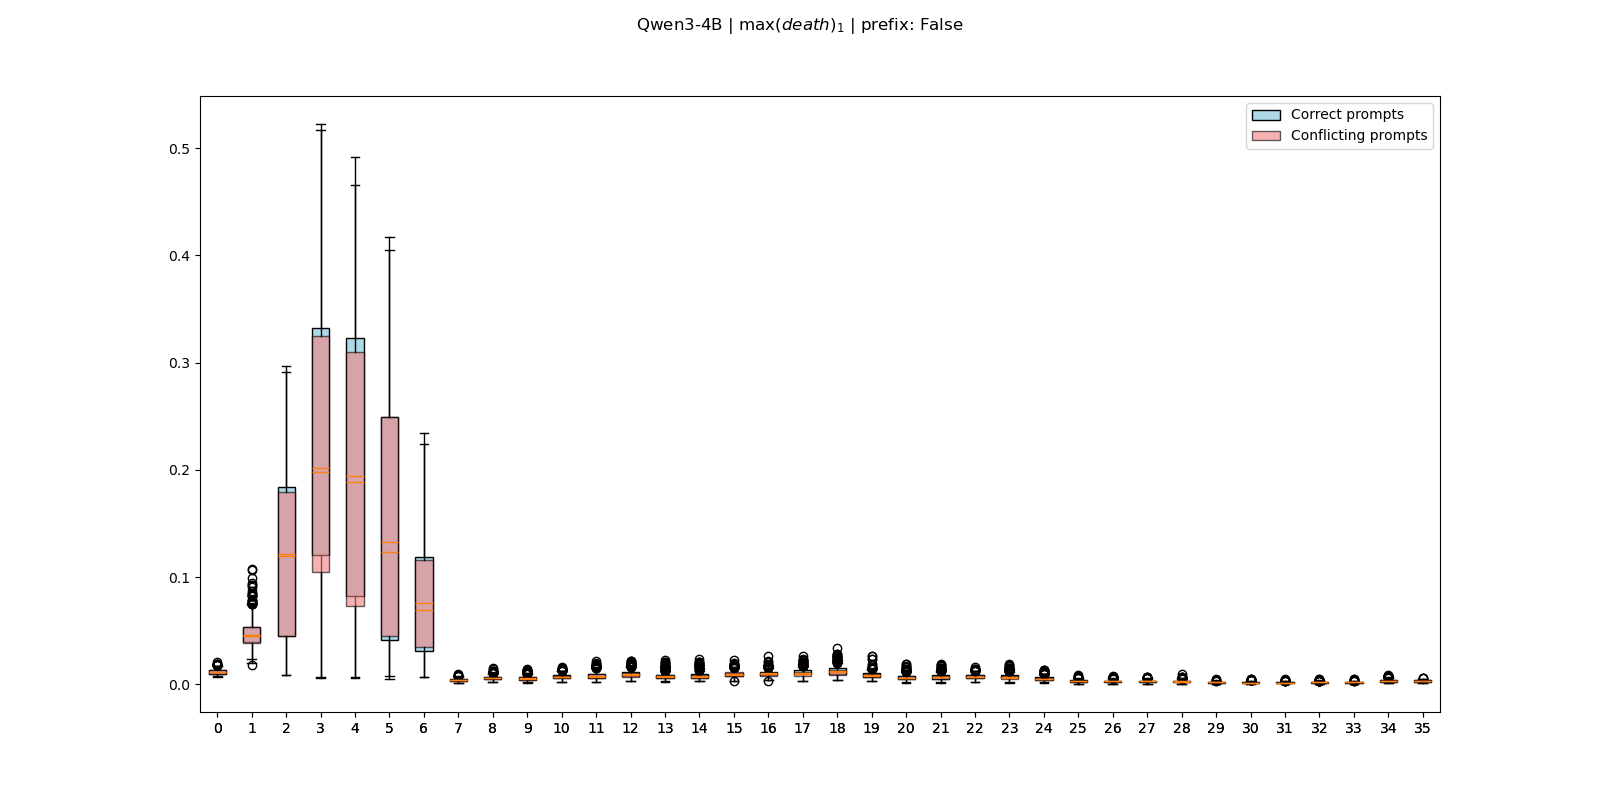 Qwen3-4B | max(death)₁ | prefix: False
Correct prompts
Conflicting prompts
0.5
0.4
0.3
0.2
0.1
0.0
0 1 2 3 4 5 6 7 8 9 10 11 12 13 14 15 16 17 18 19 20 21 22 23 24 25 26 27 28 29 30 31 32 33 34 35